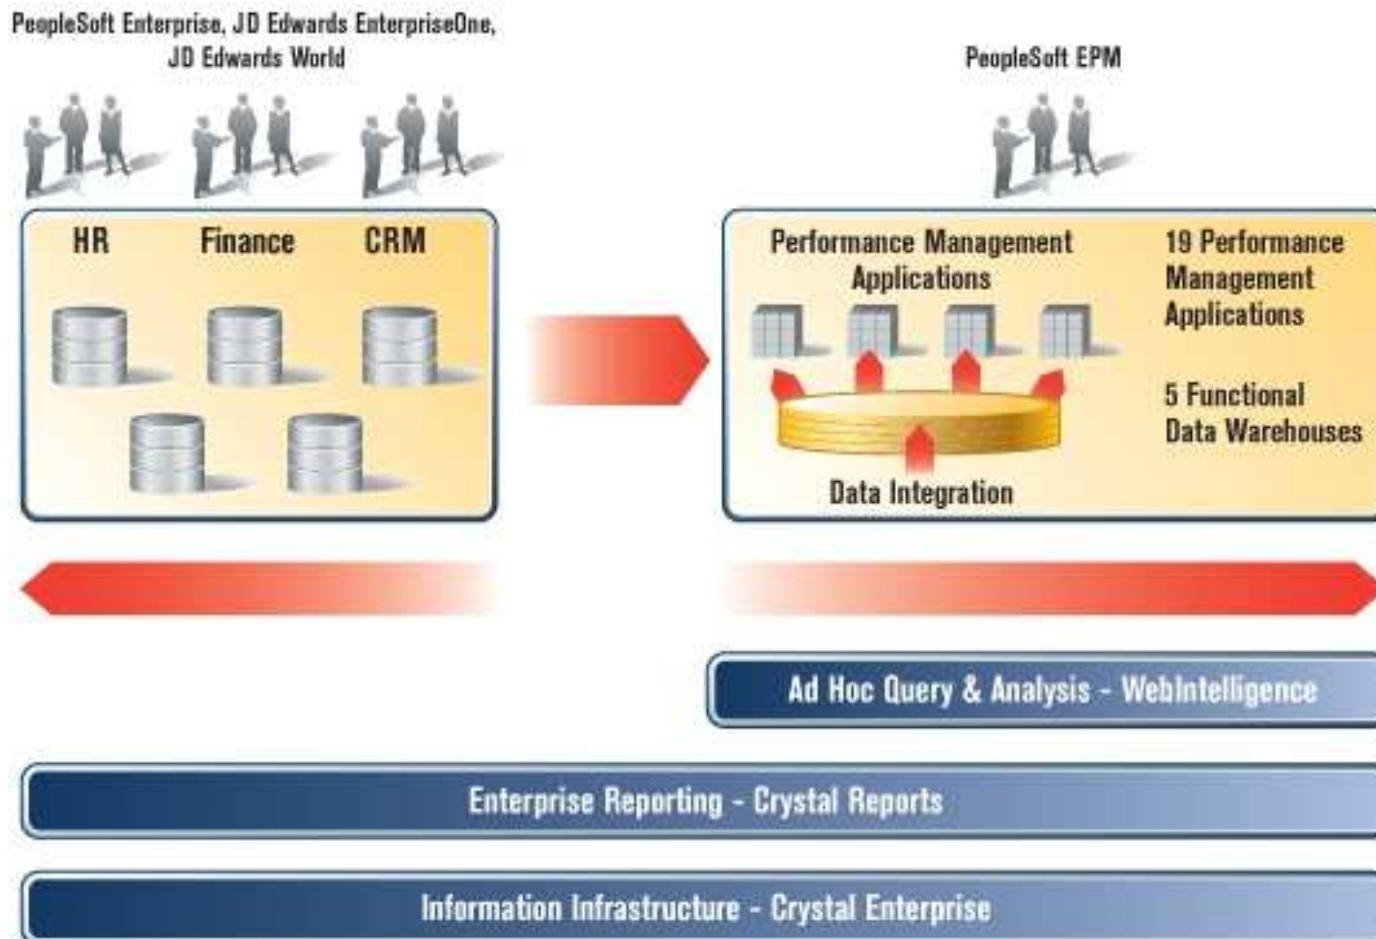 PeopleSoft Enterprise, JD Edwards EnterpriseOne,
JD Edwards World
PeopleSoft EPM
HR
Finance
CRM
Performance Management
Applications
19 Performance
Management
Applications
5 Functional
Data Warehouses
Data Integration
Ad Hoc Query & Analysis - WebIntelligence
Enterprise Reporting - Crystal Reports
Information Infrastructure - Crystal Enterprise